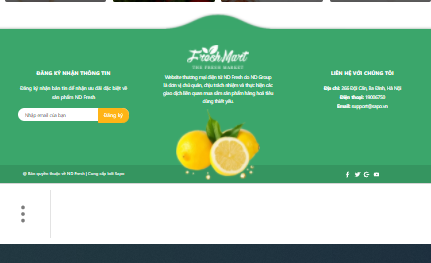 ĐĂNG KÝ NHẬN THÔNG TIN
Đăng ký nhận bản tin để nhận ưu đãi đặc biệt về
sản phẩm ND Fresh
Nhập email của bạn
Đăng ký
Fresh Mart
THE FRESH MARKET
Website thương mại điện tử ND Fresh do ND Group
là đơn vị chủ quản, chịu trách nhiệm và thực hiện các
giao dịch liên quan mua sắm sản phẩm hàng hoá tiêu
dùng thiết yếu.
LIÊN HỆ VỚI CHÚNG TÔI
Địa chỉ: 266 Đội Cấn, Ba Đình, Hà Nội
Điện thoại: 19006750
Email: support@sapo.vn
© Bản quyền thuộc về ND Fresh | Cung cấp bởi Sapo